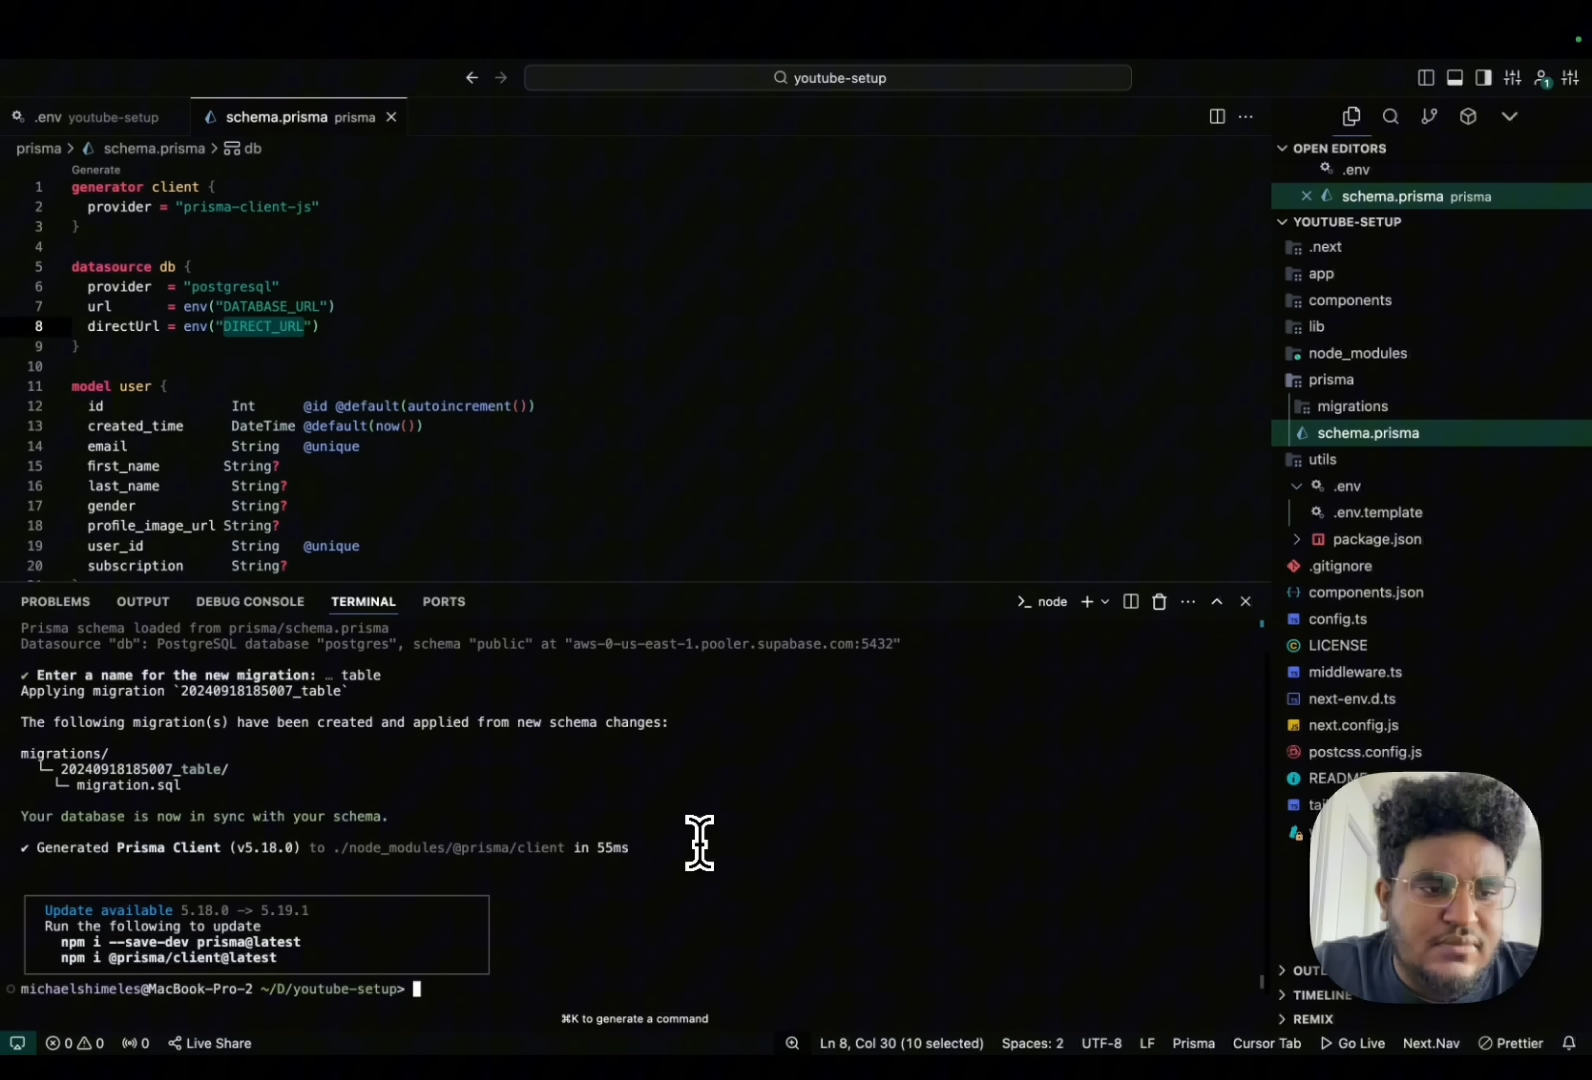 youtube-setup
1
.env youtube-setup
schema.prisma prisma
prisma > schema.prisma > db
Generate
1 generator client {
2 provider = "prisma-client-js"
3 }
4
5 datasource db {
6 provider = "postgresql"
7 url = env("DATABASE_URL")
8 directUrl = env("DIRECT_URL")
9 }
10
11 model user {
12 id Int @id @default(autoincrement())
13 created_time DateTime @default(now())
14 email String @unique
15 first_name String?
16 last_name String?
17 gender String?
18 profile_image_url String?
19 user_id String @unique
20 subscription String?
PROBLEMS OUTPUT DEBUG CONSOLE TERMINAL PORTS
node
Prisma schema loaded from prisma/schema.prisma
Datasource "db": PostgreSQL database "postgres", schema "public" at "aws-0-us-east-1.pooler.supabase.com:5432"
✔ Enter a name for the new migration: … table
Applying migration `20240918185007_table`
The following migration(s) have been created and applied from new schema changes:
migrations/
└─ 20240918185007_table/
└─ migration.sql
Your database is now in sync with your schema.
✔ Generated Prisma Client (v5.18.0) to ./node_modules/@prisma/client in 55ms
Update available 5.18.0 -> 5.19.1
Run the following to update
npm i --save-dev prisma@latest
npm i @prisma/client@latest
michaelshimeles@MacBook-Pro-2 ~/D/youtube-setup>
⌘K to generate a command
OPEN EDITORS
.env
schema.prisma prisma
YOUTUBE-SETUP
.next
app
components
lib
node_modules
prisma
migrations
schema.prisma
utils
.env
.env.template
package.json
.gitignore
components.json
config.ts
LICENSE
middleware.ts
next-env.d.ts
next.config.js
postcss.config.js
TIMELINE
REMIX
0 0 0 Live Share
Ln 8, Col 30 (10 selected) Spaces: 2 UTF-8 LF Prisma Cursor Tab Go Live Next.Nav Prettier